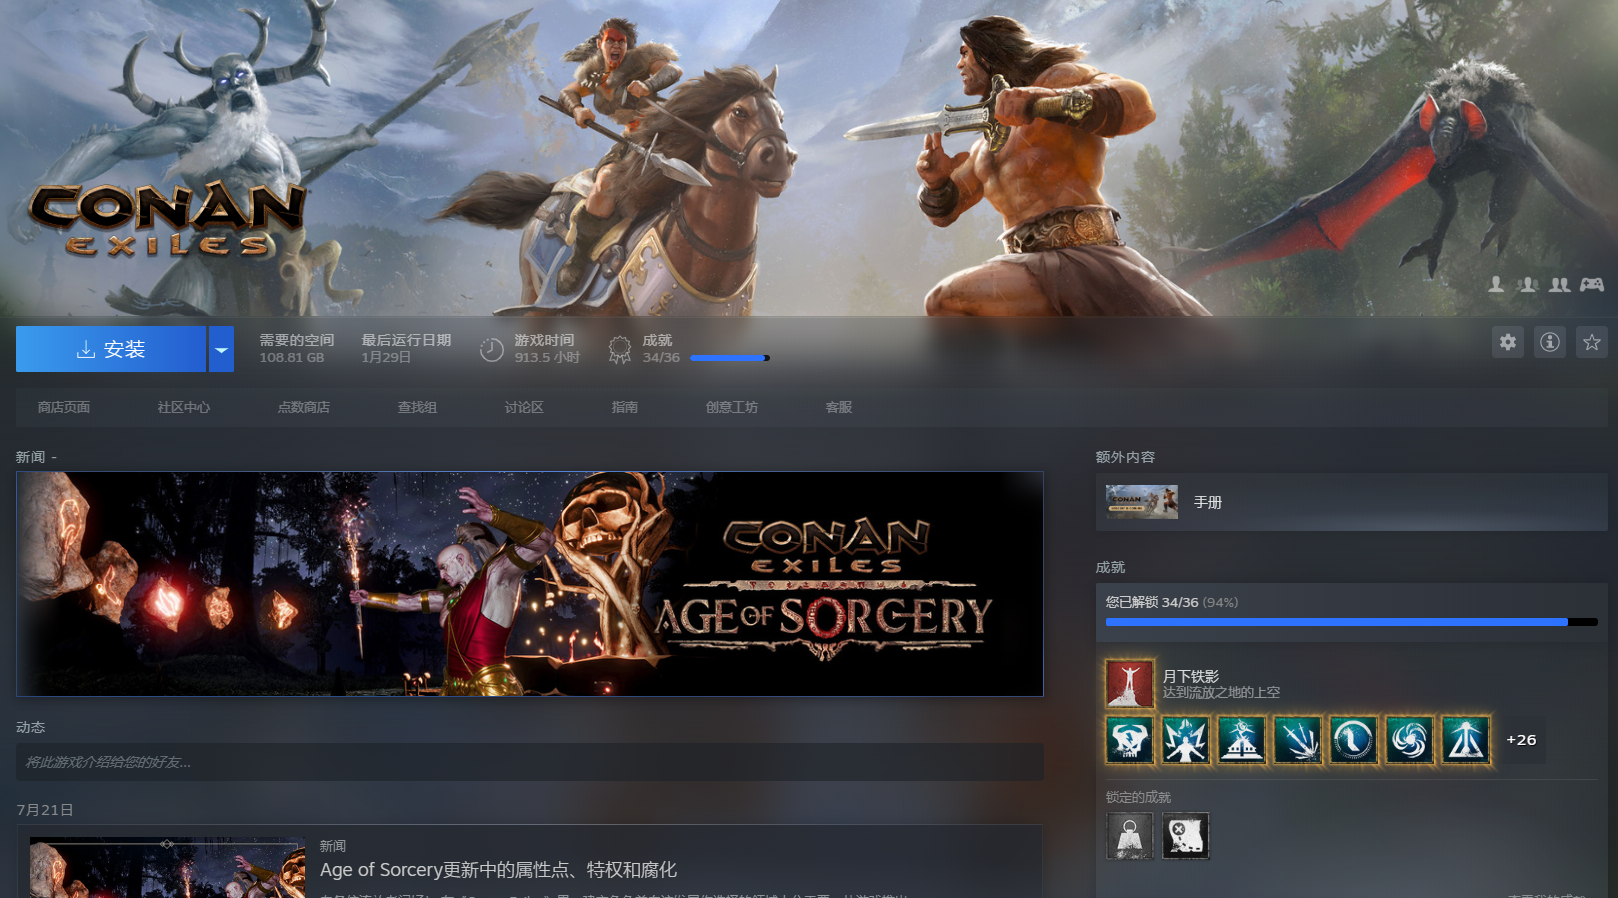 CONAN
EXILES
安装
需要的空间
108.81 GB
最后运行日期
1月29日
游戏时间
913.5 小时
成就
34/36
商店页面
社区中心
点数商店
查找组
讨论区
指南
创意工坊
客服
新闻 -
CONAN
EXILES
AGE OF SORCERY
动态
将此游戏介绍给您的好友...
7月21日
新闻
Age of Sorcery更新中的属性点、特权和腐化
额外内容
CONAN
手册
成就
您已解锁 34/36 (94%)
月下铁影
达到流放之地的上空
+26
锁定的成就